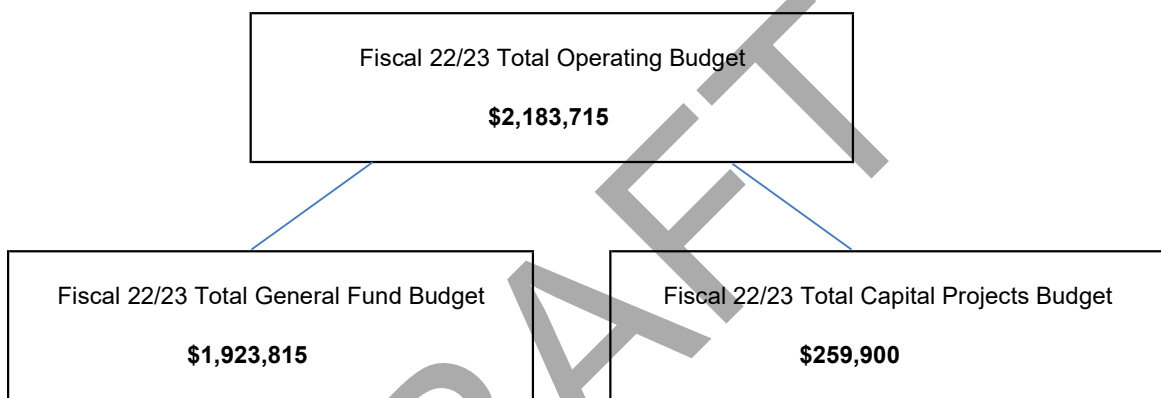 Fiscal 22/23 Total Operating Budget
$2,183,715
Fiscal 22/23 Total General Fund Budget
$1,923,815
Fiscal 22/23 Total Capital Projects Budget
$259,900
DRAFT